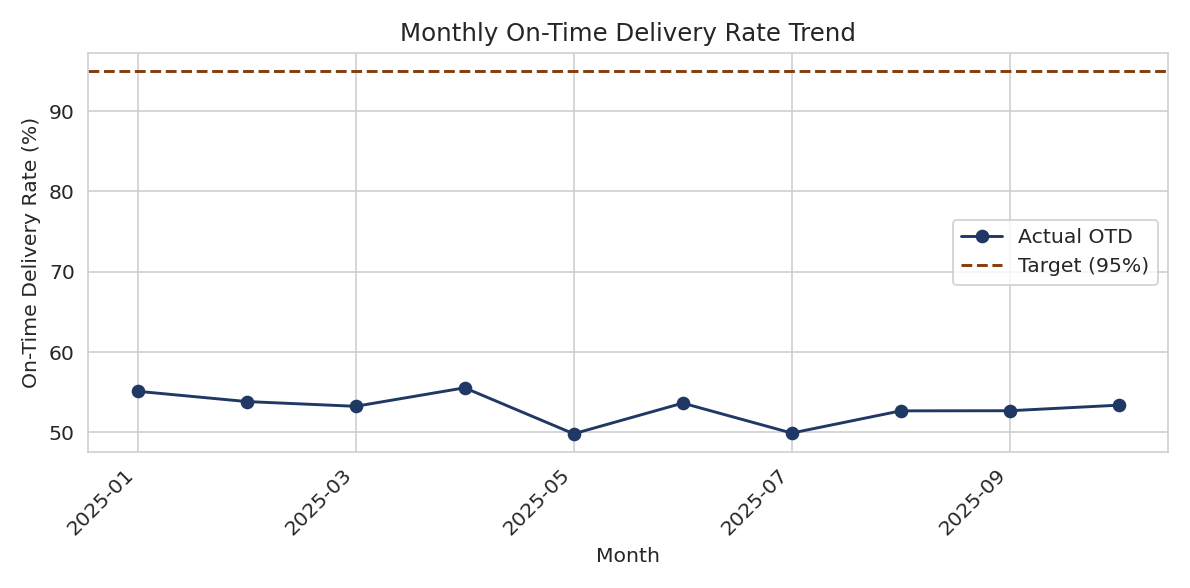 Monthly On-Time Delivery Rate Trend
On-Time Delivery Rate (%)
90
80
70
60
50
Actual OTD
Target (95%)
2025-01
2025-03
2025-05
2025-07
2025-09
Month